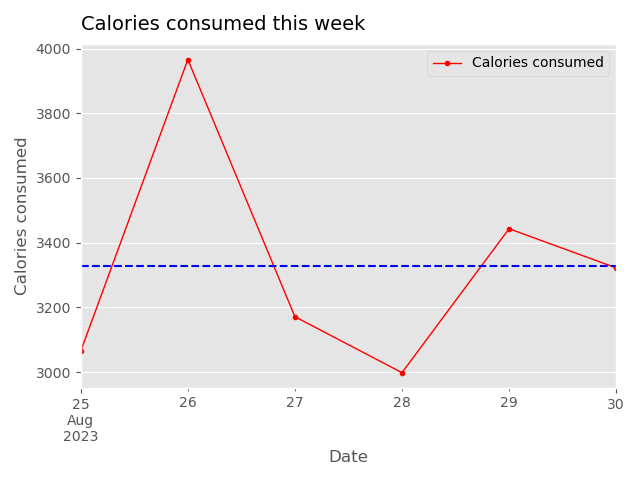 Calories consumed this week
4000
Calories consumed
3800
3600
3400
3200
3000
Calories consumed
25
Aug
2023
26
27
28
29
30
Date